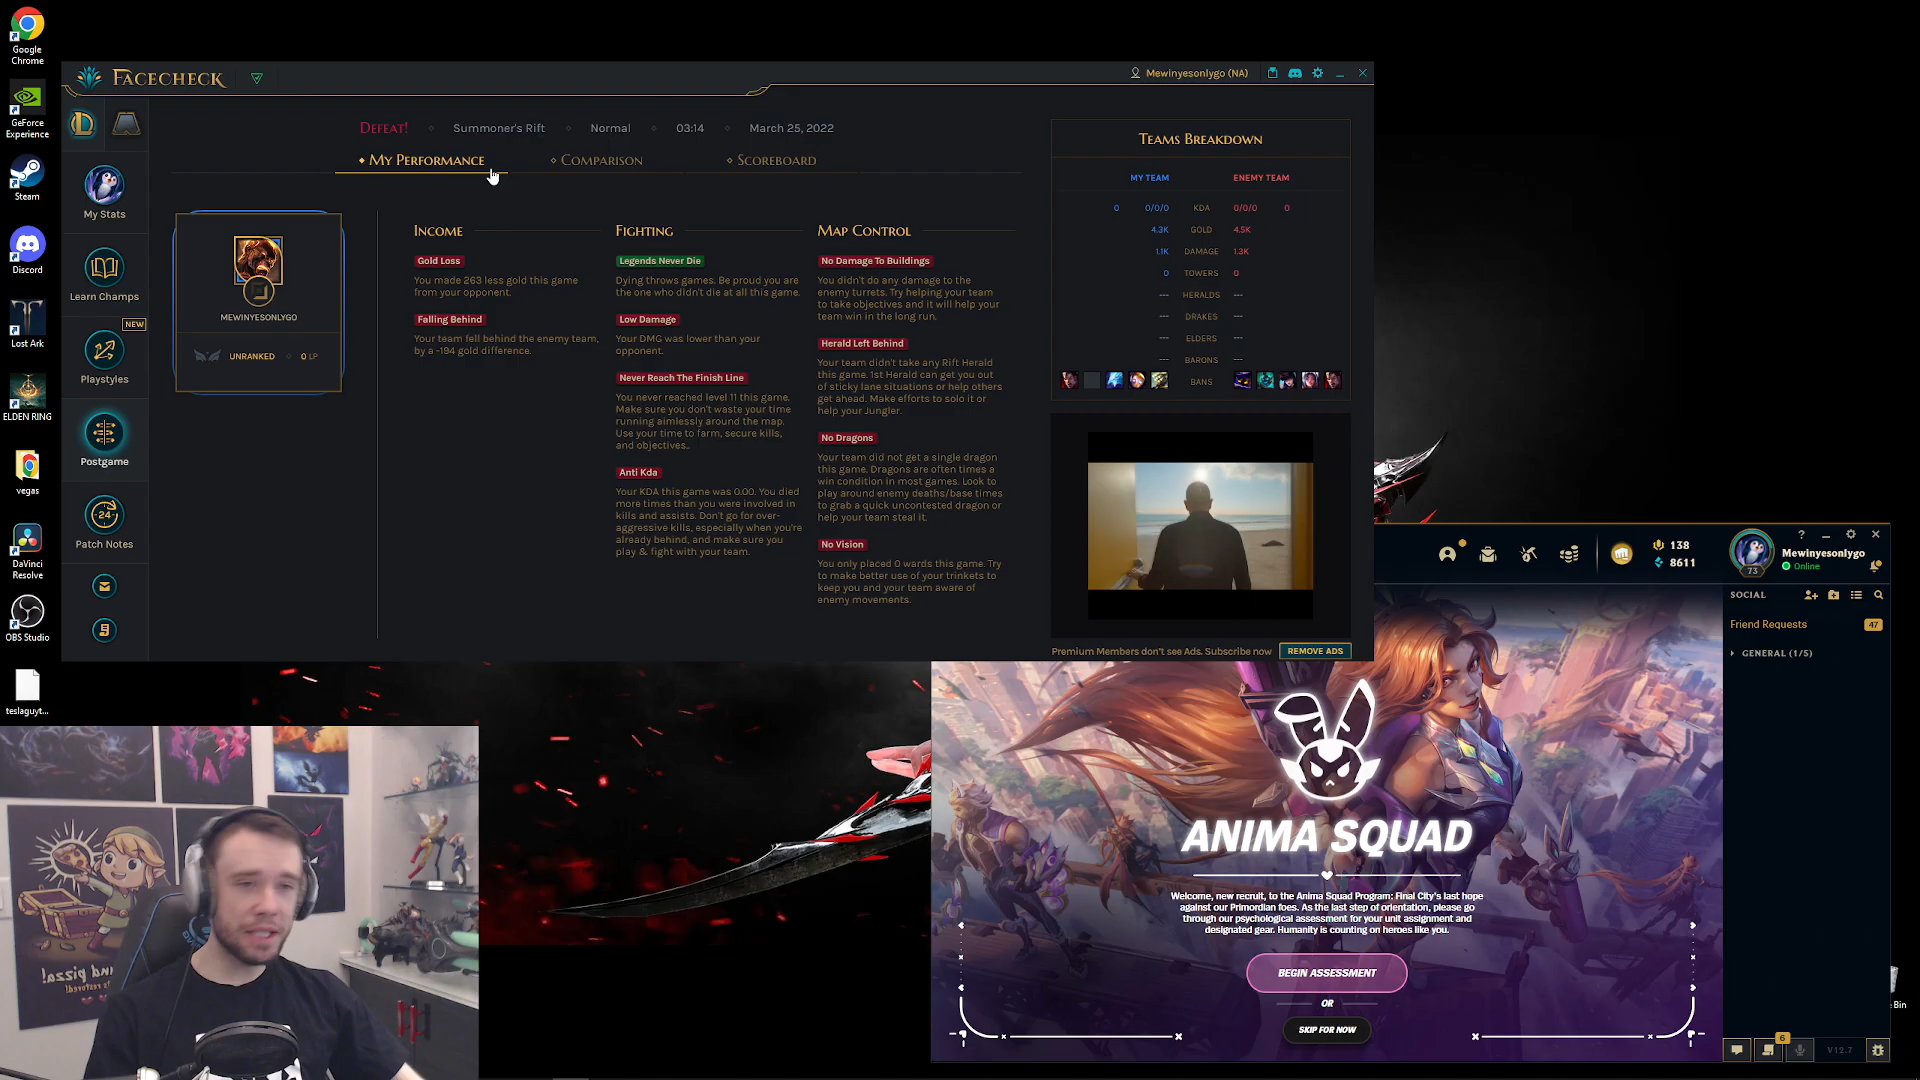 Google
Chrome
GeForce
Experience
Steam
Discord
Lost Ark
ELDEN RING
vegas
DaVinci
Resolve
OBS Studio
teslaguyt...
FACECHECK
Mewinyesonlygo (NA)
My Stats
Learn Champs
NEW
Playstyles
Postgame
24
Patch Notes
DEFEAT!
Summoner's Rift
Normal
03:14
March 25, 2022
MY PERFORMANCE
COMPARISON
SCOREBOARD
MEWINYESONLYGO
UNRANKED
0 LP
INCOME
Gold Loss
You made 263 less gold this game
from your opponent.
Falling Behind
Your team fell behind the enemy team,
by a -194 gold difference.
FIGHTING
Legends Never Die
Dying throws games. Be proud you are
the one who didn't die at all this game.
Low Damage
Your DMG was lower than your
opponent.
Never Reach The Finish Line
You never reached level 11 this game.
Make sure you don't waste your time
running aimlessly around the map.
Use your time to farm, secure kills,
and objectives..
Anti Kda
Your KDA this game was 0.00. You died
more times than you were involved in
kills and assists. Don't go for over-
aggressive kills, especially when you're
already behind, and make sure you
play & fight with your team.
MAP CONTROL
No Damage To Buildings
You didn't do any damage to the
enemy turrets. Try helping your team
to take objectives and it will help your
team win in the long run.
Herald Left Behind
Your team didn't take any Rift Herald
this game. 1st Herald can get you out
of sticky lane situations or help others
get ahead. Make efforts to solo it or
help your Jungler.
No Dragons
Your team did not get a single dragon
this game. Dragons are often times a
win condition in most games. Look to
play around enemy deaths/base times
to grab a quick uncontested dragon or
help your team steal it.
No Vision
You only placed 0 wards this game. Try
to make better use of your trinkets to
keep you and your team aware of
enemy movements.
TEAMS BREAKDOWN
MY TEAM ENEMY TEAM
0 0/0/0 KDA 0/0/0 0
4.3K GOLD 4.5K
1.1K DAMAGE 1.3K
0 TOWERS 0
--- HERALDS ---
--- DRAKES ---
--- ELDERS ---
--- BARONS ---
BANS
Premium Members don't see Ads. Subscribe now
REMOVE ADS
138
8611
73
Mewinyesonlygo
Online
SOCIAL
Friend Requests
47
GENERAL (1/5)
ANIMA SQUAD
Welcome, new recruit, to the Anima Squad Program: Final City's last hope
against our Primordian foes. As the last step of orientation, please go
through our psychological assessment for your unit assignment and
designated gear. Humanity is counting on heroes like you.
BEGIN ASSESSMENT
OR
SKIP FOR NOW
6
V12.7
Bin